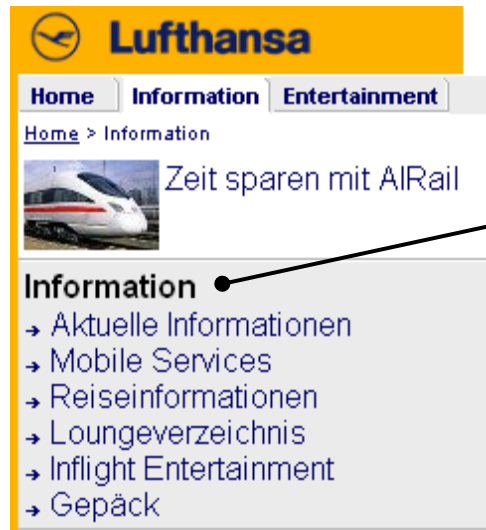 Lufthansa
Home Information Entertainment
Home > Information
Zeit sparen mit AIRail
Information
→ Aktuelle Informationen
→ Mobile Services
→ Reiseinformationen
→ Loungeverzeichnis
→ Inflight Entertainment
→ Gepäck